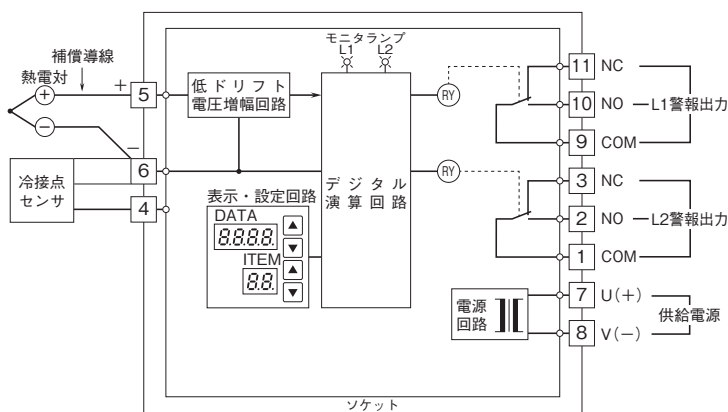 モニタランプ
L1 L2
補償導線
熱電対
+
+
−
−
5
6
4
冷接点
センサ
低ドリフト
電圧増幅回路
デジタル
演算回路
表示・設定回路
DATA
8.8.8.8.
ITEM
8.8.
▲
▼
▲
▼
RY
RY
11 NC
10 NO L1警報出力
9 COM
3 NC
2 NO L2警報出力
1 COM
電源
回路
7 U(+)
供給電源
8 V(−)
ソケット